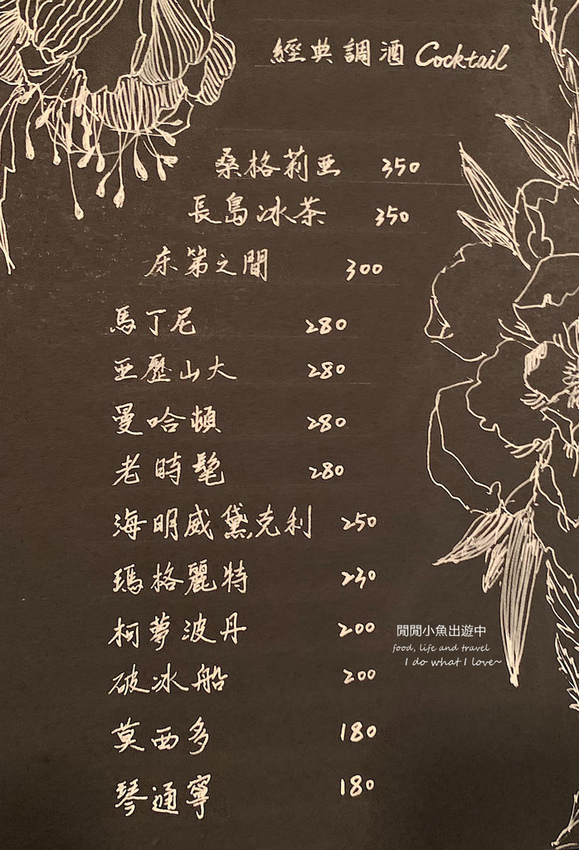 經典調酒 Cocktail
桑格莉亞 350
長島冰茶 350
床第之間 300
馬丁尼 280
亞歷山大 280
曼哈頓 280
老時髦 280
海明威黛克利 250
瑪格麗特 230
柯夢波丹 200
破冰船 200
莫西多 180
琴通寧 180
閒閒小魚出遊中
food, life and travel
I do what I love~